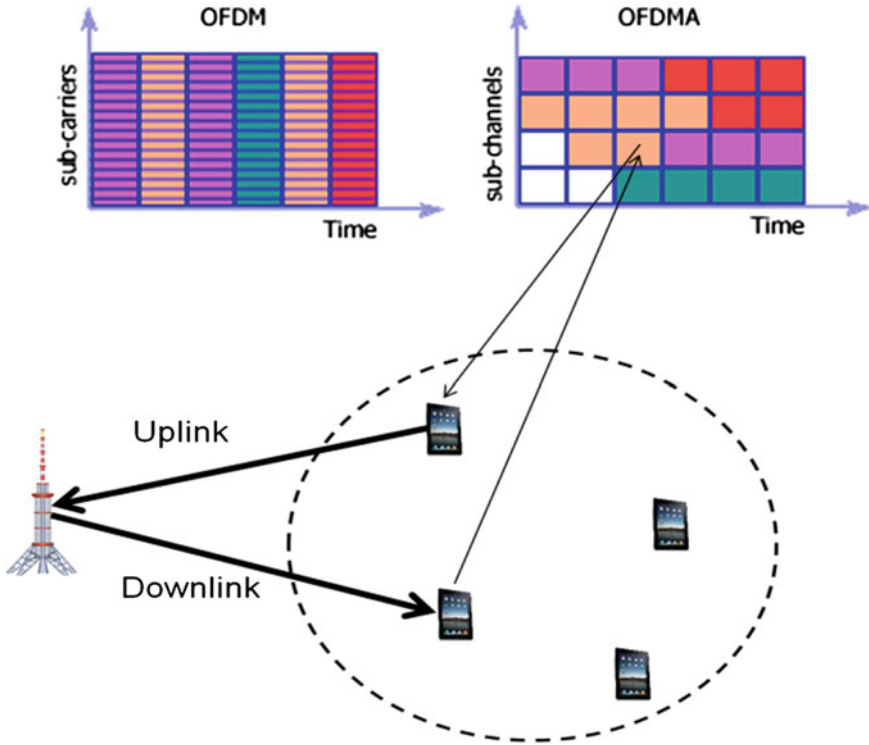 OFDM
OFDMA
sub-carriers
Time
sub-channels
Time
Uplink
Downlink